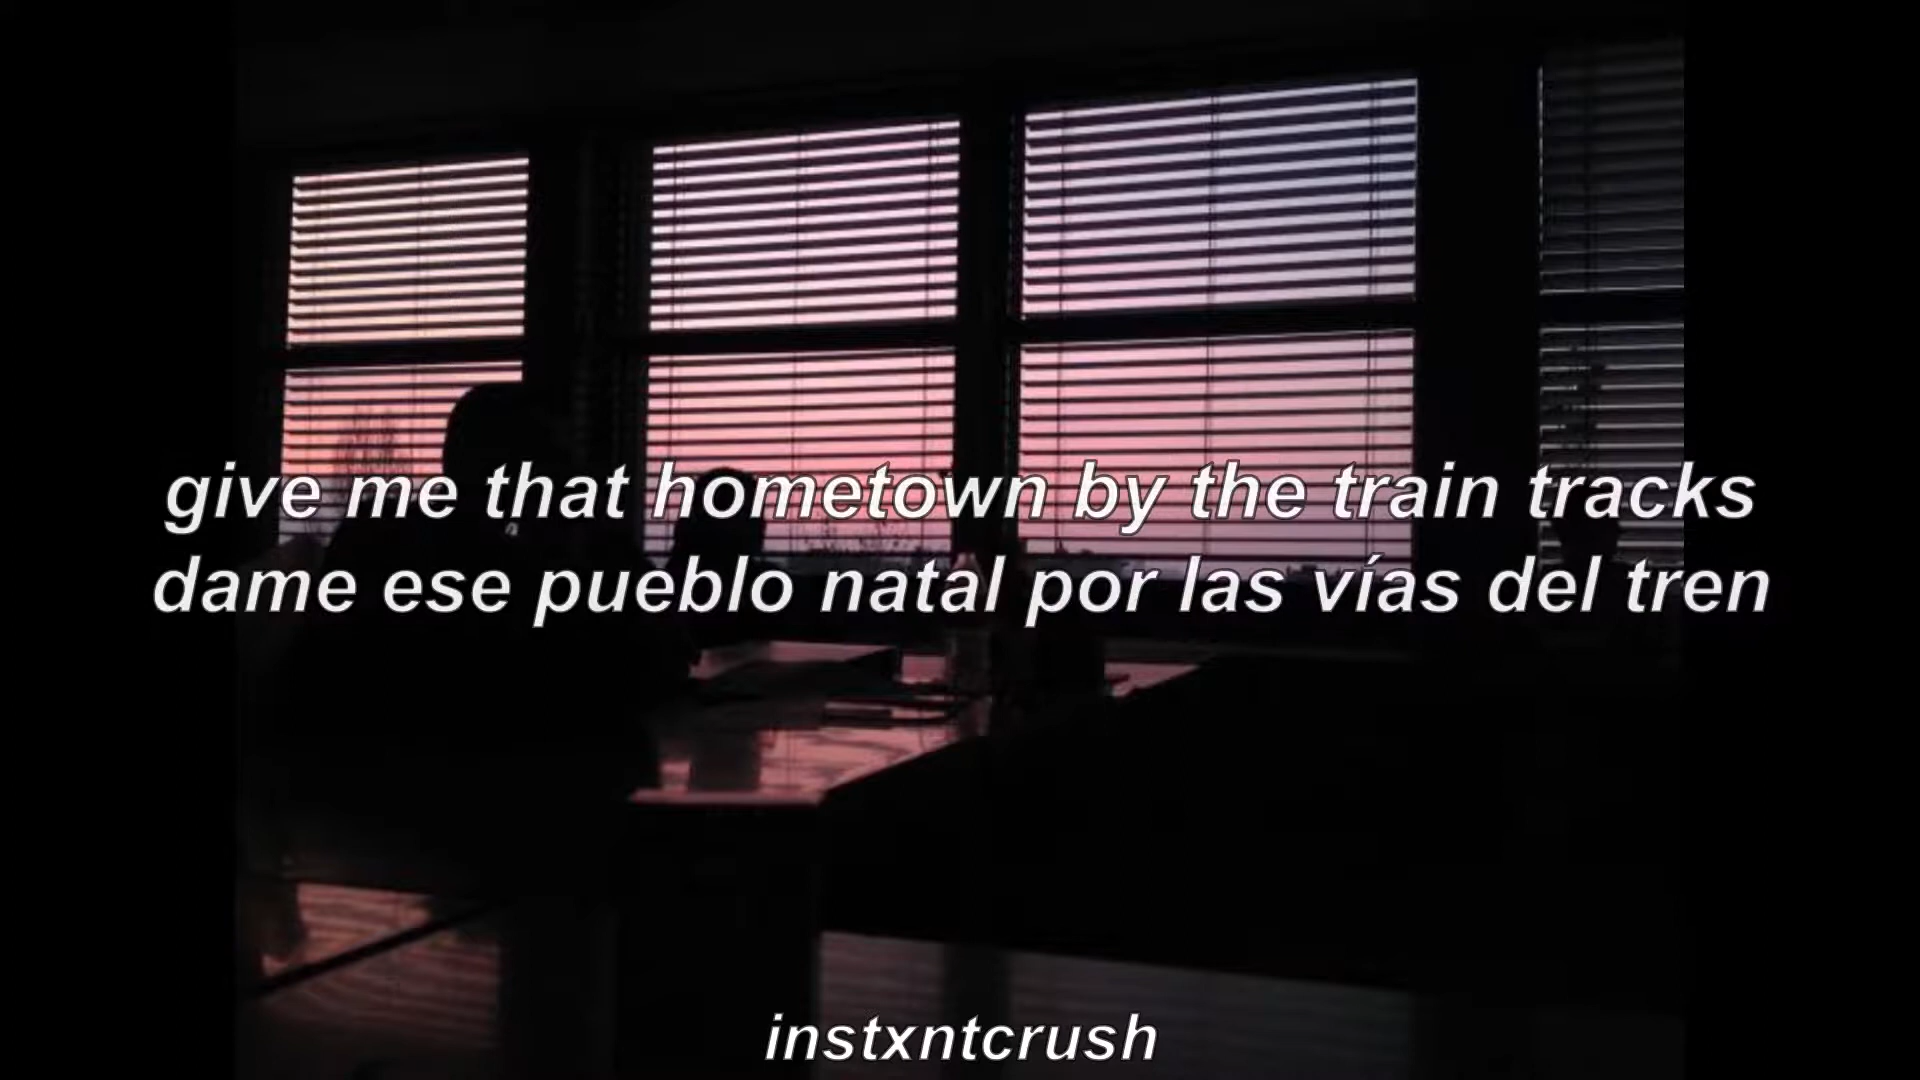 give me that hometown by the train tracks
dame ese pueblo natal por las vías del tren
instxntcrush